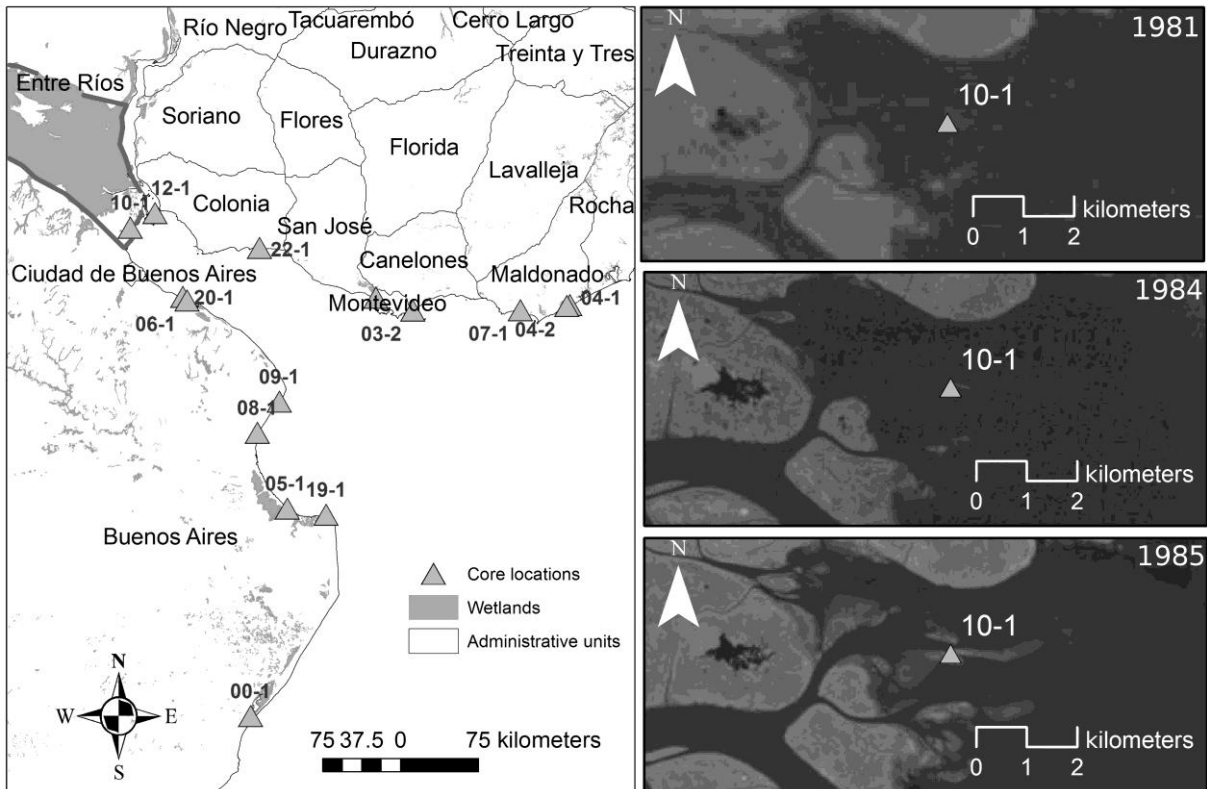 Río Negro
Tacuarembó
Cerro Largo
Durazno
Treinta y Tres
Entre Ríos
Soriano
Flores
Florida
Lavalleja
12-1
10-1
Colonia
San José
Rocha
22-1
Canelones
Ciudad de Buenos Aires
Maldonado
20-1
Montevideo
04-1
06-1
03-2
07-1
04-2
09-1
08-1
05-1
19-1
Buenos Aires
Core locations
Wetlands
Administrative units
00-1
N
W
E
S
75 37.5 0 75 kilometers
N
1981
10-1
kilometers
0 1 2
N
1984
10-1
kilometers
0 1 2
N
1985
10-1
kilometers
0 1 2